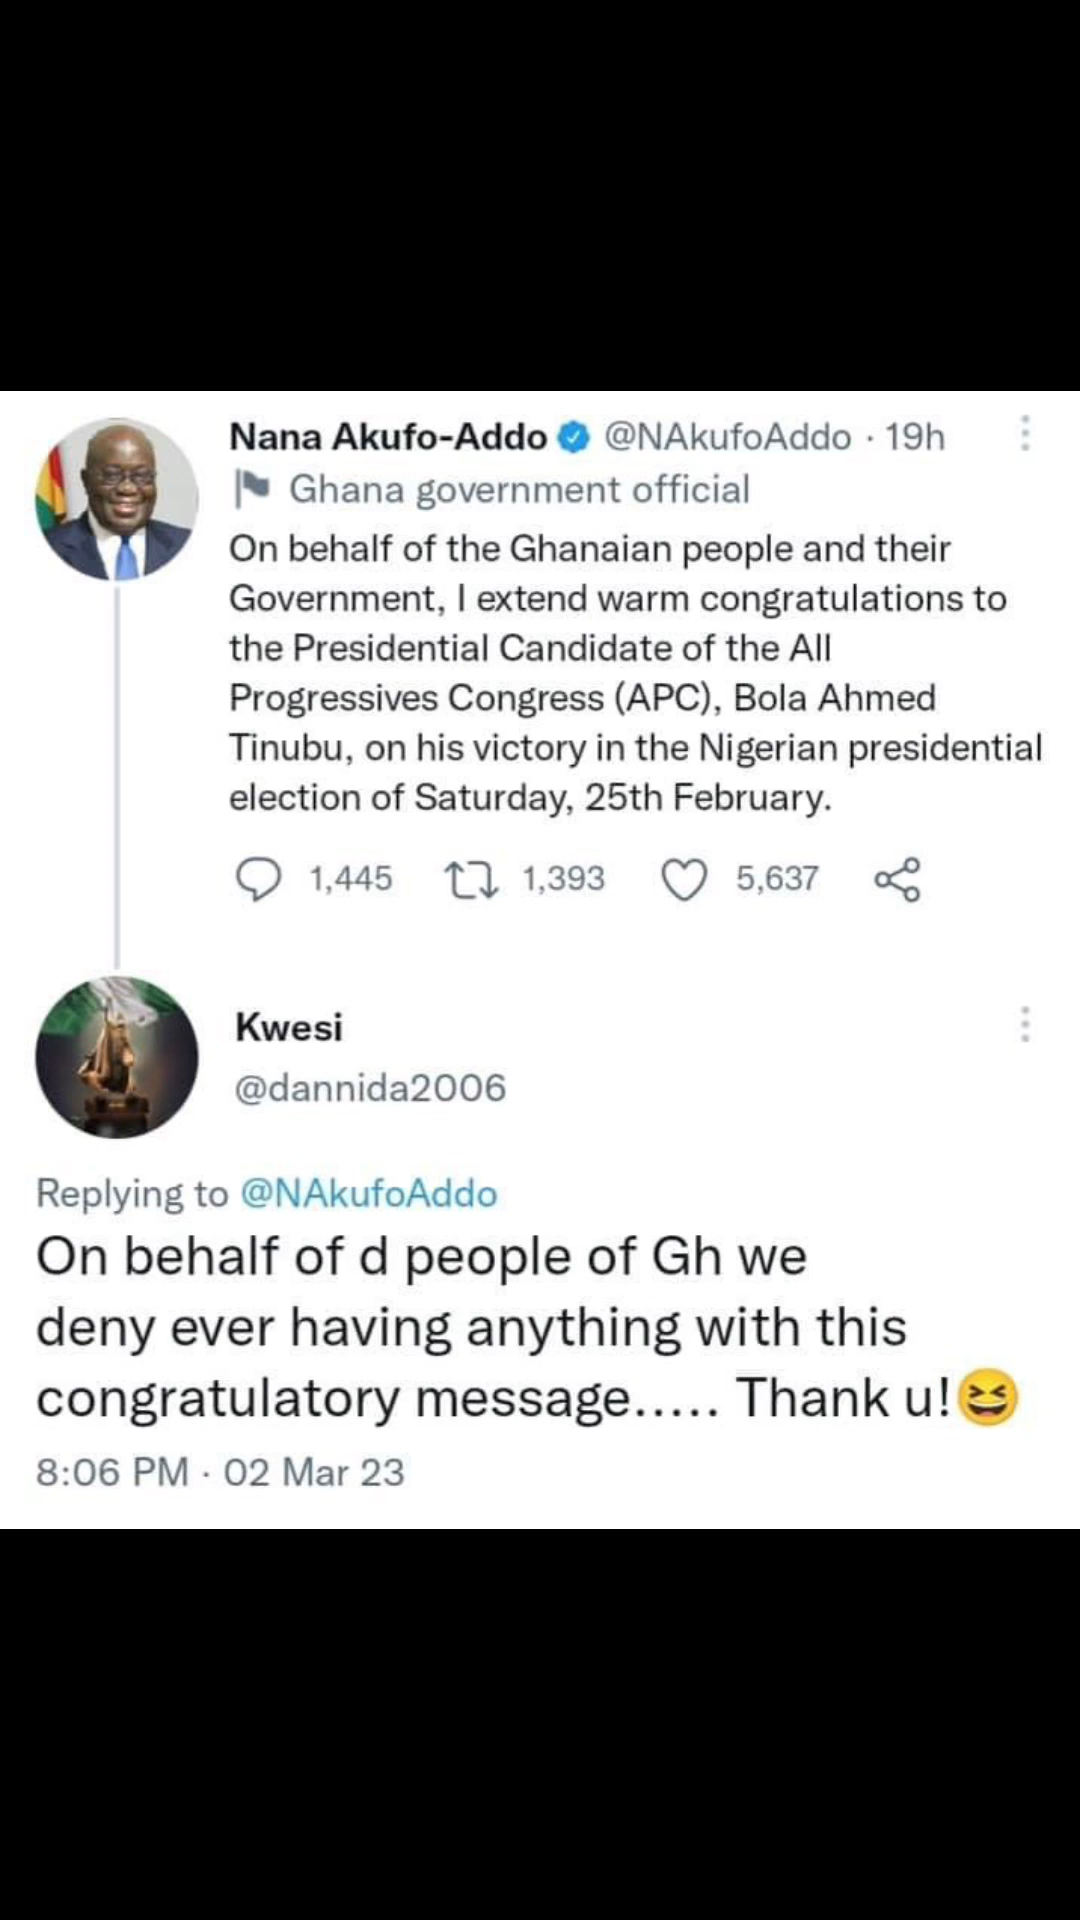 Nana Akufo-Addo @NAkufoAddo · 19h
Ghana government official
On behalf of the Ghanaian people and their
Government, I extend warm congratulations to
the Presidential Candidate of the All
Progressives Congress (APC), Bola Ahmed
Tinubu, on his victory in the Nigerian presidential
election of Saturday, 25th February.
1,445 1,393 5,637
Kwesi
@dannida2006
Replying to @NAkufoAddo
On behalf of d people of Gh we
deny ever having anything with this
congratulatory message..... Thank u!😆
8:06 PM · 02 Mar 23